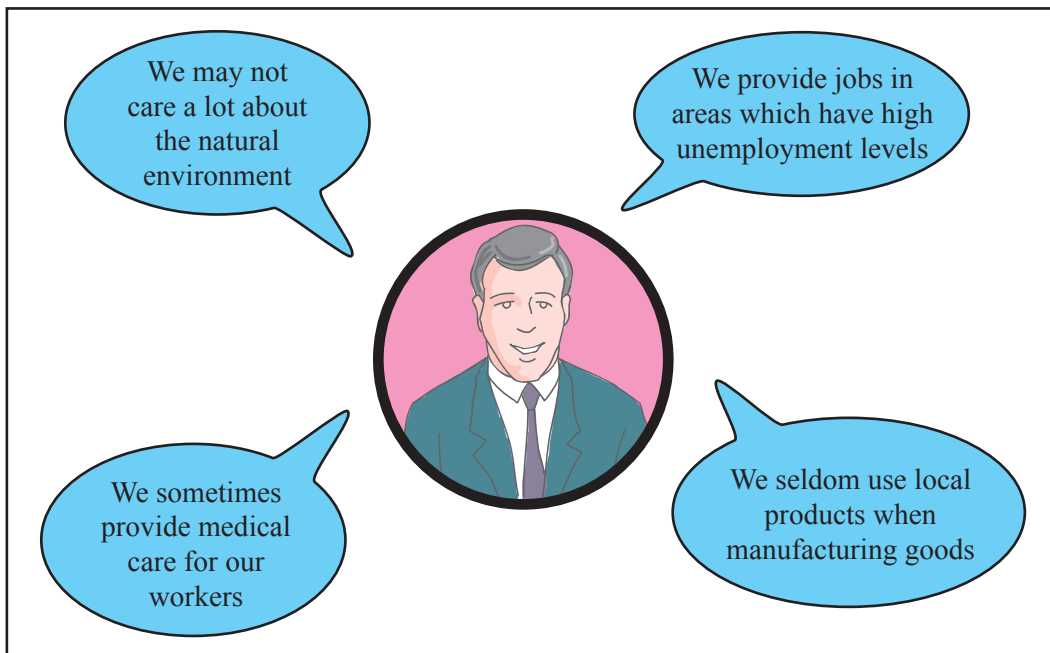 We may not
care a lot about
the natural
environment
We provide jobs in
areas which have high
unemployment levels
We sometimes
provide medical
care for our
workers
We seldom use local
products when
manufacturing goods